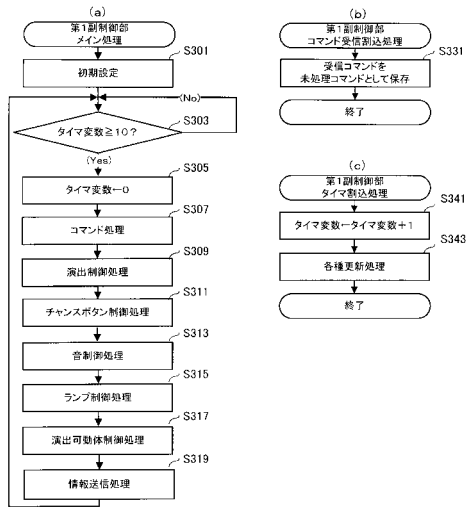 (a)
第1副制御部
メイン処理
S301
初期設定
(No)
S303
タイマ変数≧10?
(Yes)
S305
タイマ変数←0
S307
コマンド処理
S309
演出制御処理
S311
チャンスボタン制御処理
S313
音制御処理
S315
ランプ制御処理
S317
演出可動体制御処理
S319
情報送信処理
(b)
第1副制御部
コマンド受信割込処理
S331
受信コマンドを
未処理コマンドとして保存
終了
(c)
第1副制御部
タイマ割込処理
S341
タイマ変数←タイマ変数+1
S343
各種更新処理
終了